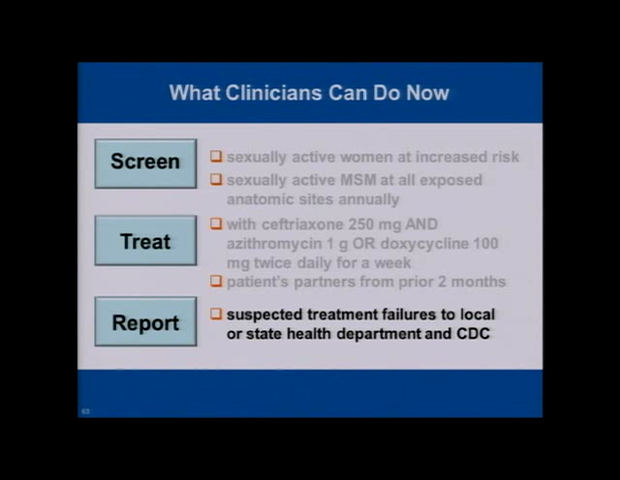 What Clinicians Can Do Now
Screen
sexually active women at increased risk
sexually active MSM at all exposed
anatomic sites annually
Treat
with ceftriaxone 250 mg AND
azithromycin 1 g OR doxycycline 100
mg twice daily for a week
patient's partners from prior 2 months
Report
suspected treatment failures to local
or state health department and CDC
63